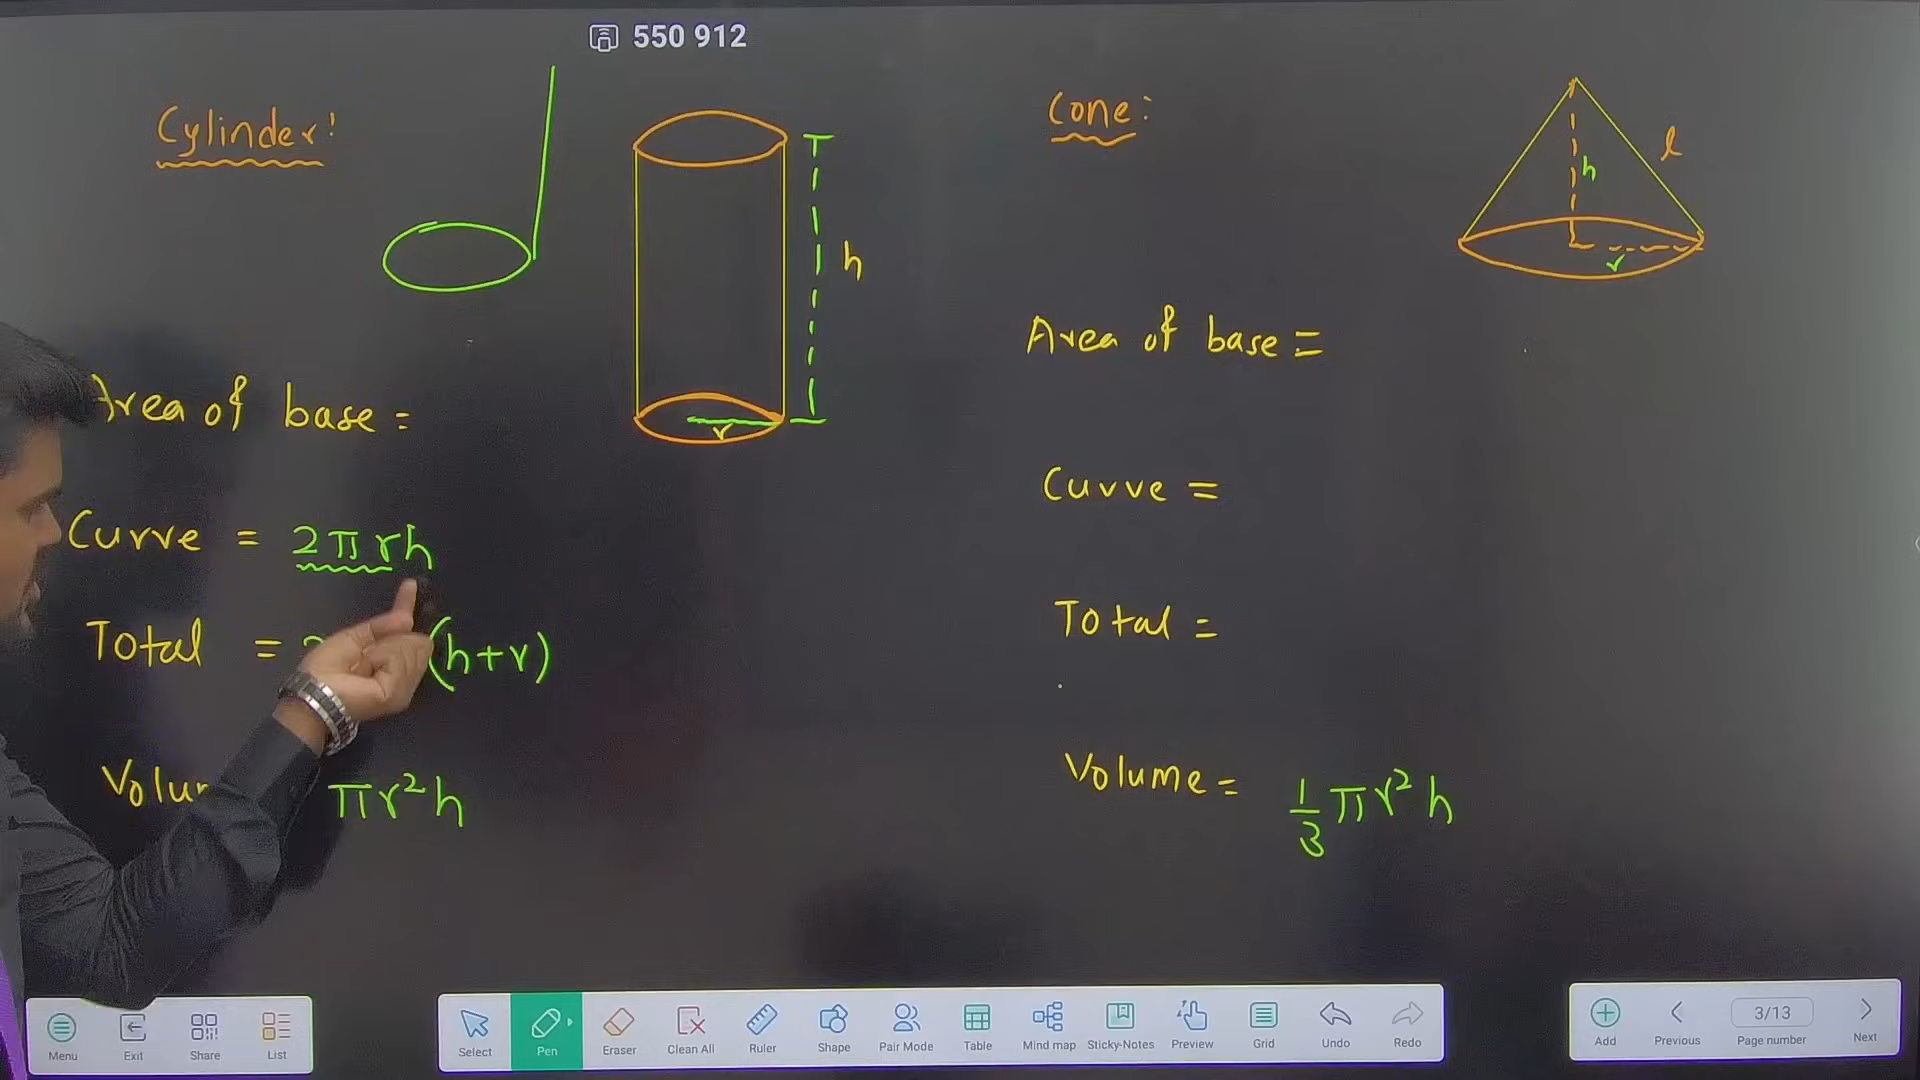 550 912
Cylinder:
h
r
Area of base =
Curve = 2πrh
Total = (h+r)
πr²h
Cone:
h
l
r
Area of base =
Curve =
Total =
Volume = 1/3 πr²h
Menu
Exit
Share
List
Select
Pen
Eraser
Clean All
Ruler
Shape
Pair Mode
Table
Mind map
Sticky-Notes
Preview
Grid
Undo
Redo
Add
Previous
3/13
Page number
Next